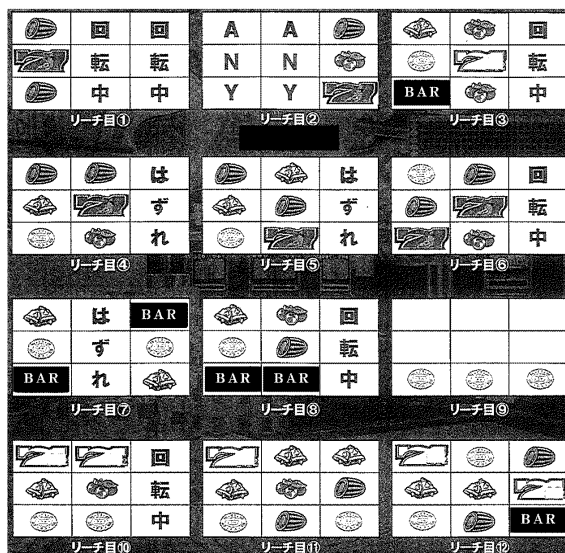 回 回
転 転
中 中
リーチ目①
A A
N N
Y Y
リーチ目②
回
転
BAR 中
リーチ目③
は
ず
れ
リーチ目④
は
ず
れ
リーチ目⑤
回
転
中
リーチ目⑥
は BAR
ず
BAR れ
リーチ目⑦
回
転
BAR BAR 中
リーチ目⑧
リーチ目⑨
回
転
中
リーチ目⑩
リーチ目⑪
BAR
リーチ目⑫